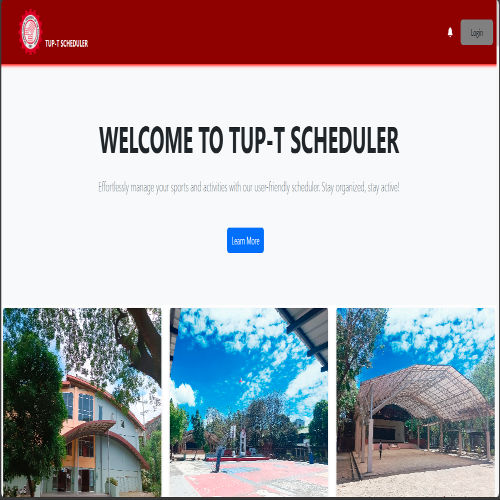 TUP-T SCHEDULER
Login
WELCOME TO TUP-T SCHEDULER
Effortlessly manage your sports and activities with our user-friendly scheduler. Stay organized, stay active!
Learn More